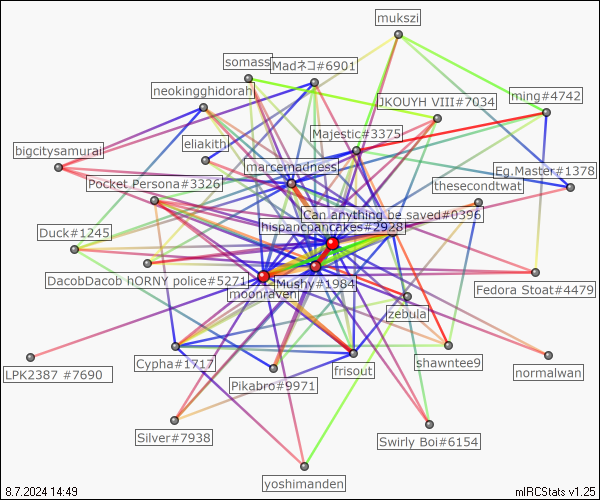 mukszi
somass
Madネコ#6901
neokingghidorah
JKOUYH VIII#7034
ming#4742
Majestic#3375
eliakith
bigcitysamurai
marcemadness
Eg.Master#1378
Pocket Persona#3326
thesecondtwat
Can anything be saved#0396
hispancpancakes#2928
Duck#1245
DacobDacob hORNY police#5271
Mushy#1984
moonraven
Fedora Stoat#4479
zebula
Cypha#1717
frisout
shawntee9
LPK2387 #7690
normalwan
Pikabro#9971
Silver#7938
Swirly Boi#6154
yoshimanden
8.7.2024 14:49
mIRCStats v1.25